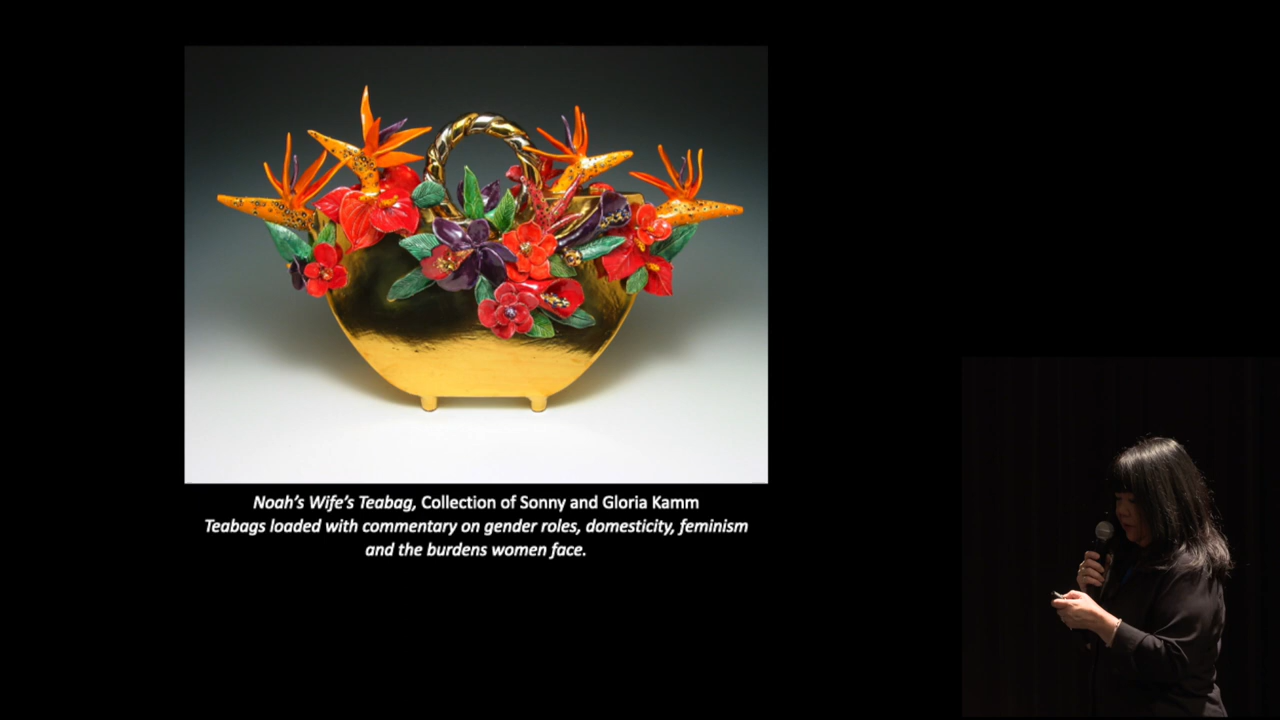 Noah's Wife's Teabag, Collection of Sonny and Gloria Kamm
Teabags loaded with commentary on gender roles, domesticity, feminism
and the burdens women face.